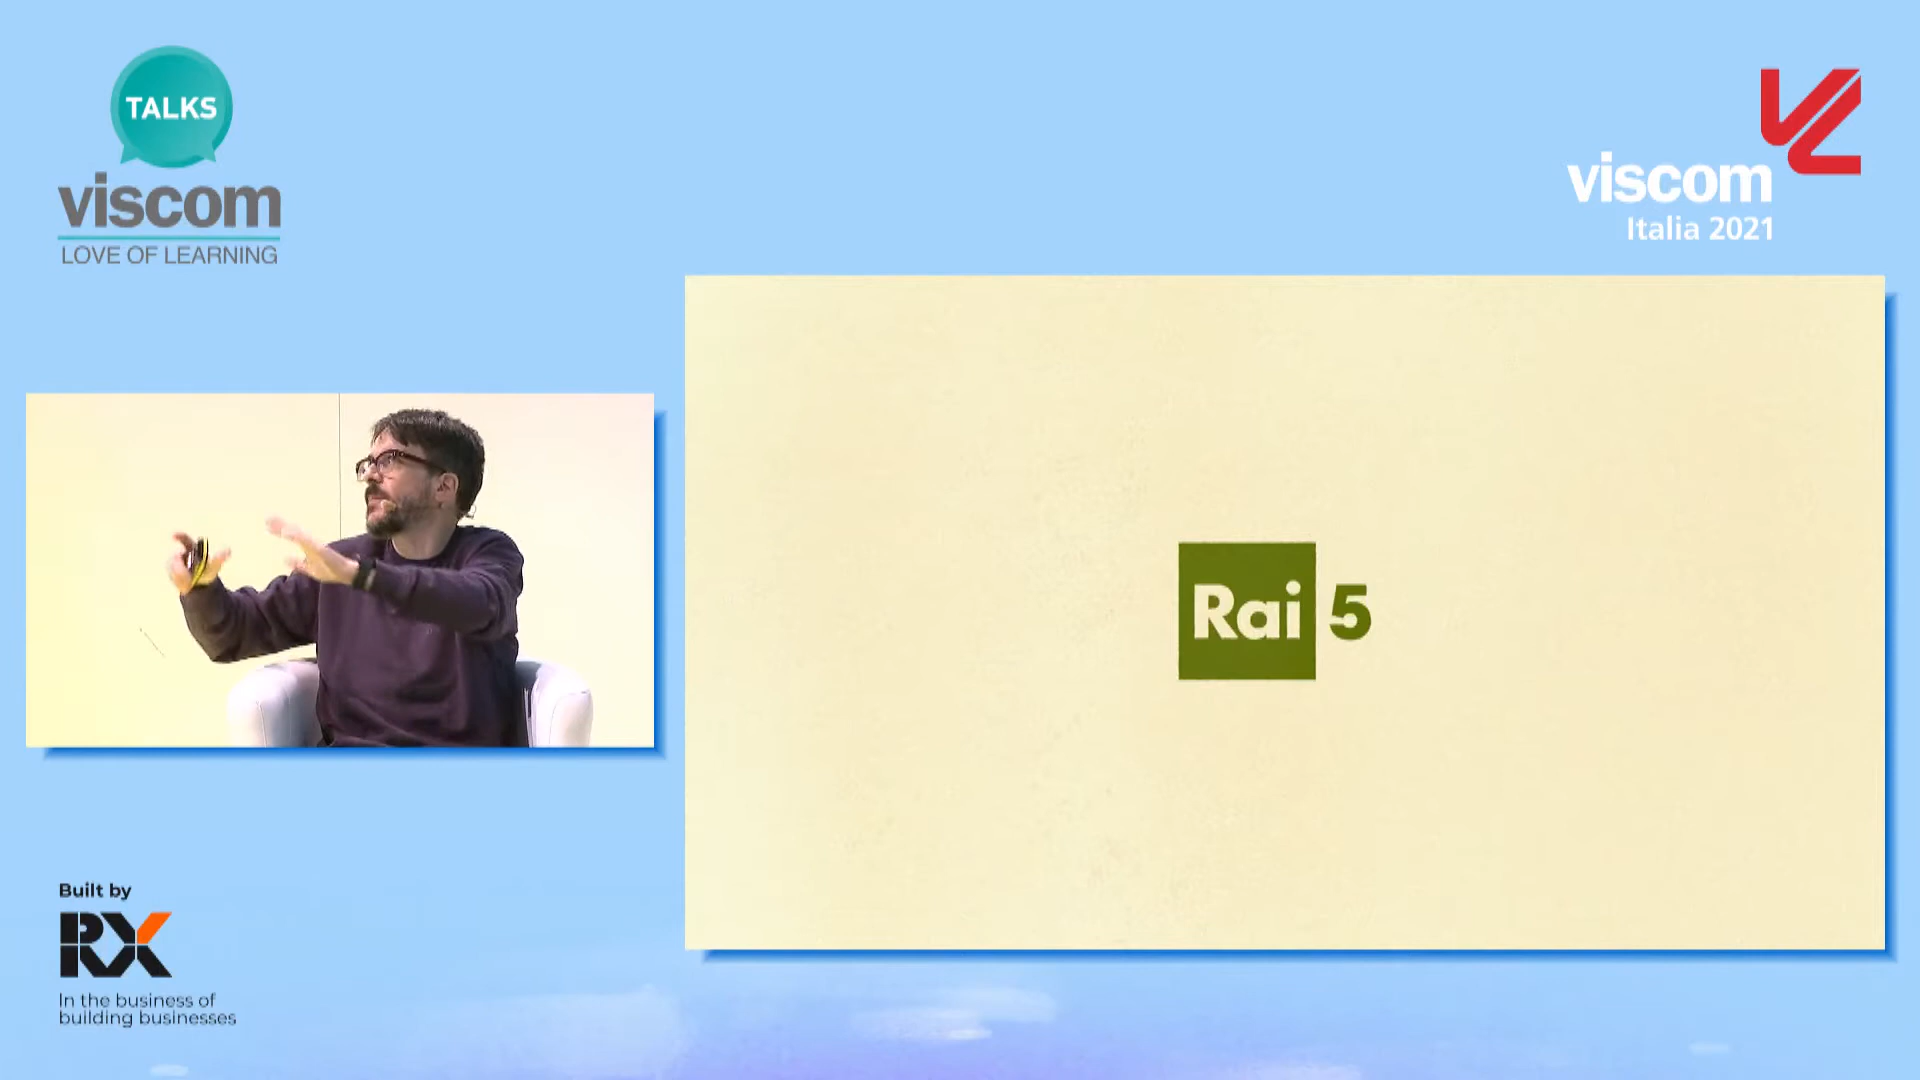 TALKS
viscom
LOVE OF LEARNING
viscom
Italia 2021
Rai 5
Built by
RX
In the business of
building businesses